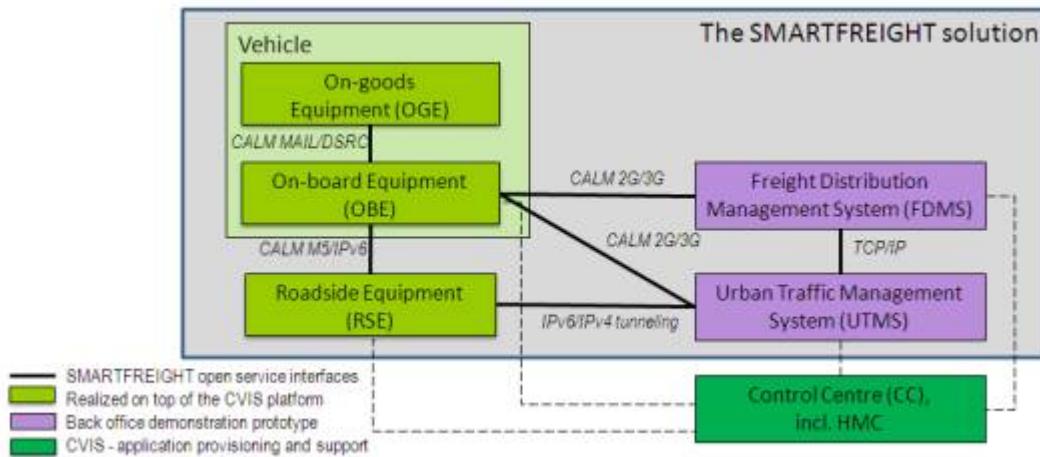 The SMARTFREIGHT solution
Vehicle
On-goods
Equipment (OGE)
CALM MAIL/DSRC
On-board Equipment
(OBE)
CALM 2G/3G
Freight Distribution
Management System (FDMS)
CALM M5/IPv6
CALM 2G/3G
TCP/IP
Roadside Equipment
(RSE)
IPv6/IPv4 tunneling
Urban Traffic Management
System (UTMS)
SMARTFREIGHT open service interfaces
Realized on top of the CVIS platform
Back office demonstration prototype
CVIS - application provisioning and support
Control Centre (CC),
incl. HMC